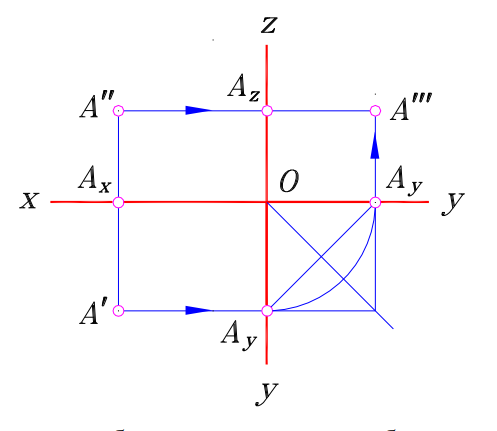 z
A″ A_z A‴
A_x O A_y
x y
A′ A_y
y